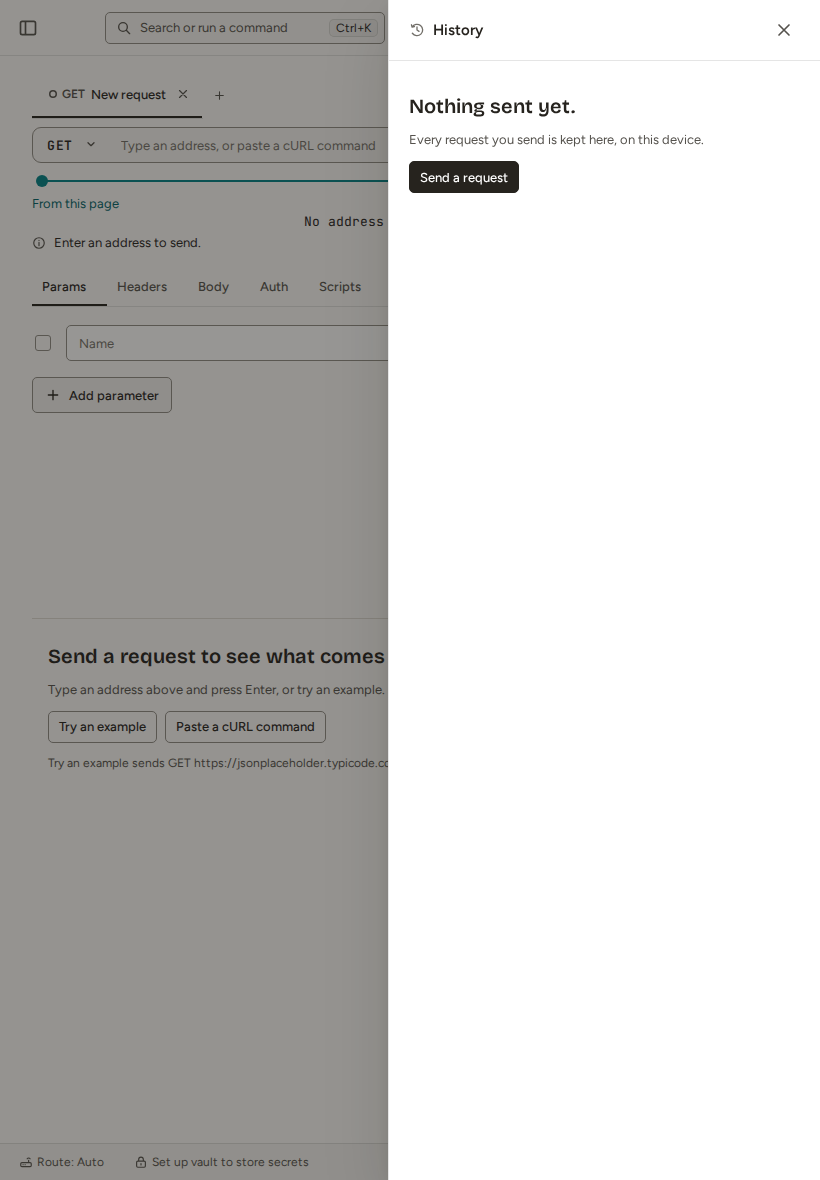 Search or run a command Ctrl+K
GET New request
GET Type an address, or paste a cURL command
From this page
No address
Enter an address to send.
Params Headers Body Auth Scripts
Name
Add parameter
Send a request to see what comes
Type an address above and press Enter, or try an example.
Try an example Paste a cURL command
Try an example sends GET https://jsonplaceholder.typicode.co
Route: Auto Set up vault to store secrets
History
Nothing sent yet.
Every request you send is kept here, on this device.
Send a request